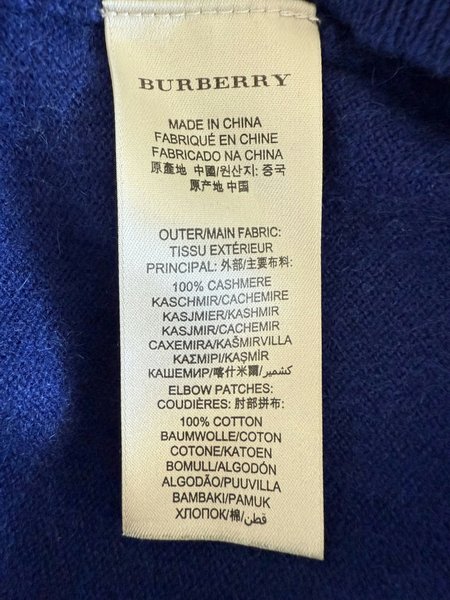 BURBERRY
MADE IN CHINA
FABRIQUÉ EN CHINE
FABRICADO NA CHINA
原產地 中國/원산지: 중국
原产地 中国
OUTER/MAIN FABRIC:
TISSU EXTÉRIEUR
PRINCIPAL: 外部/主要布料:
100% CASHMERE
KASCHMIR/CACHEMIRE
KASJMIER/KASHMIR
KASJMIR/CACHEMIR
CAXEMIRA/KAŠMIRVILLA
ΚΑΣΜΙΡΙ/KAŞMİR
КАШЕМИР/喀什米爾/كشمير
ELBOW PATCHES:
COUDIÈRES: 肘部拼布:
100% COTTON
BAUMWOLLE/COTON
COTONE/KATOEN
BOMULL/ALGODÓN
ALGODÃO/PUUVILLA
ΒΑΜΒΑΚΙ/PAMUK
ХЛОПОК/棉/قطن